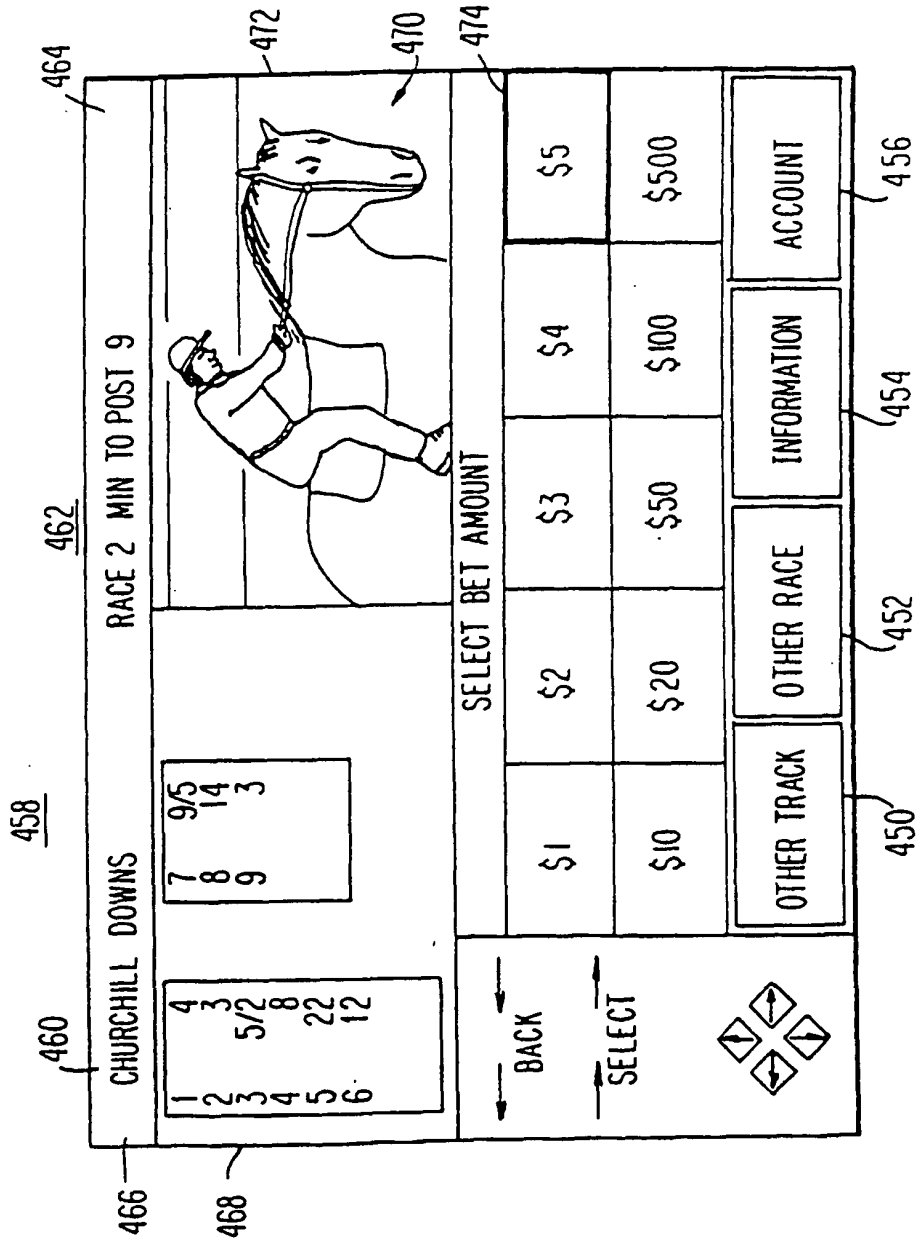 458
462
460
464
466
CHURCHILL DOWNS RACE 2 MIN TO POST 9
468
472
1 4
2 3
3 5/2
4 8
5 22
6 12
7 9/5
8 14
9 3
470
SELECT BET AMOUNT
474
BACK
SELECT
$1 $2 $3 $4 $5
$10 $20 $50 $100 $500
OTHER TRACK OTHER RACE INFORMATION ACCOUNT
450 452 454 456